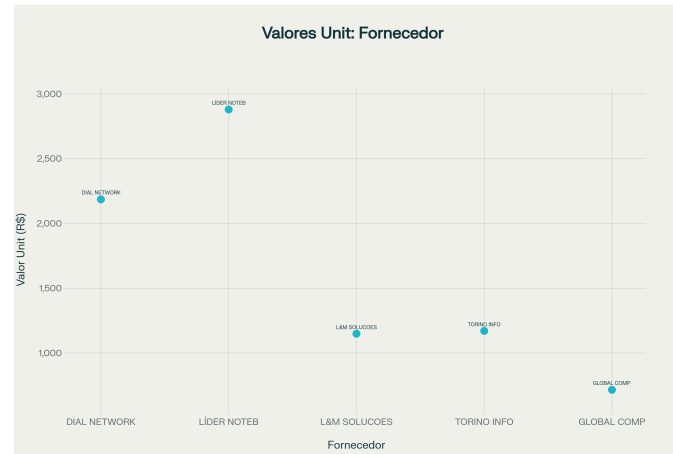 Valores Unit: Fornecedor
3,000
LÍDER NOTEB
2,500
DIAL NETWORK
2,000
Valor Unit (R$)
1,500
L&M SOLUCOES
TORINO INFO
1,000
GLOBAL COMP
DIAL NETWORK LÍDER NOTEB L&M SOLUCOES TORINO INFO GLOBAL COMP
Fornecedor